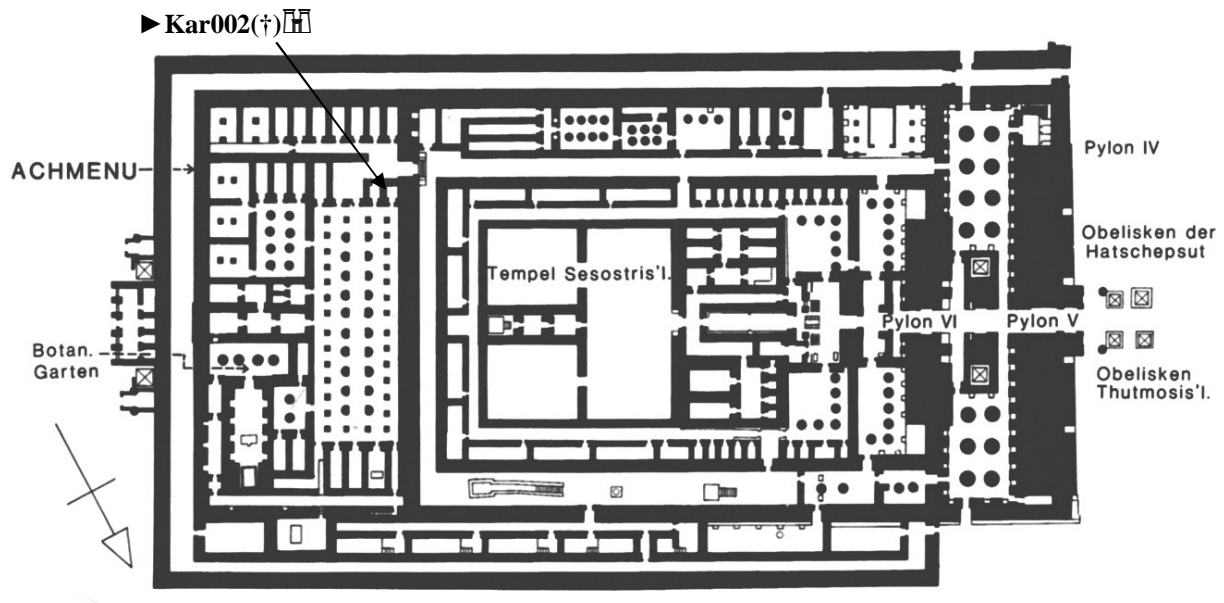 ►Kar002(†)
ACHMENU
Pylon IV
Obelisken der
Hatschepsut
Tempel Sesostris'I.
Pylon VI
Pylon V
Botan.
Garten
Obelisken
Thutmosis'I.